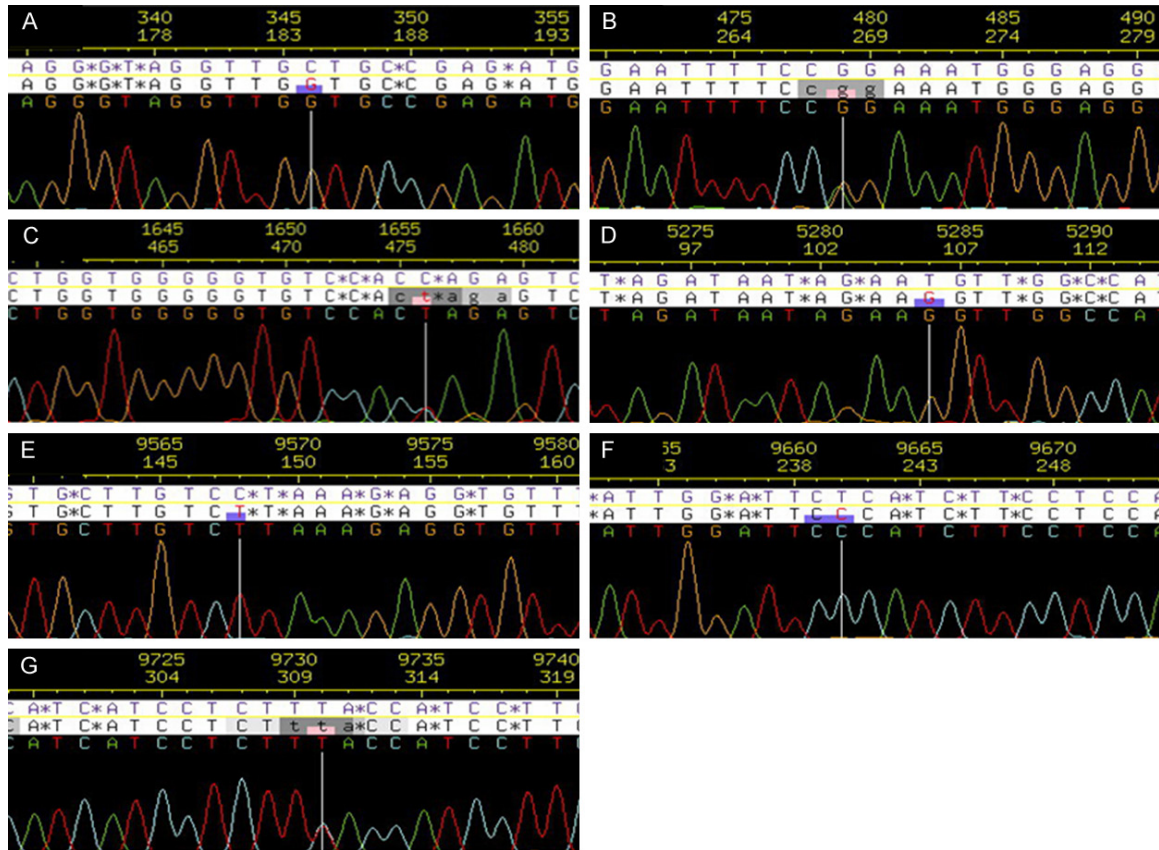 A
340 345 350 355
178 183 188 193
A G G*G*T*A G G T T G C T G C*C G A G*A T G
A G G*G*T*A G G T T G G T G C*C G A G*A T G
A G G G T A G G T T G G T G C C G A G A T G
B
475 480 485 490
264 269 274 279
G A A T T T T C C G G A A A T G G G A G G
G A A T T T T C c g g A A A T G G G A G G
G A A T T T T C C G G A A A T G G G A G G
C
1645 1650 1655 1660
465 470 475 480
C T G G T G G G G G T G T C*C*A C C*A G A G T C
C T G G T G G G G G T G T C*C*A c t*a g a G T C
C T G G T G G G G G T G T C C A C T A G A G T C
D
5275 5280 5285 5290
97 102 107 112
T*A G A T A A T*A G A A T G T T*G G*C C A T
T*A G A T A A T*A G A A G G T T*G G*C*C A T
T A G A T A A T A G A A G G T T G G C C A T
E
9565 9570 9575 9580
145 150 155 160
G T G*C T T G T C C*T*A A A*G*A G G*T G T T T
G T G*C T T G T C T*T*A A A*G*A G G*T G T T T
G T G C T T G T C T T A A A G A G G T G T T T
F
55 9660 9665 9670
3 238 243 248
*A T T G G*A*T T C T C A*T C*T T*C C T C C A
*A T T G G*A*T T C C C A*T C*T T*C C T C C A
A T T G G A T T C C C A T C T T C C T C C A
G
9725 9730 9735 9740
304 309 314 319
C A*T C*A T C C T C T T T A*C C A*T C C*T T C
C A*T C*A T C C T C T t t a*C C A*T C C*T T C
C A T C A T C C T C T T T A C C A T C C T T C